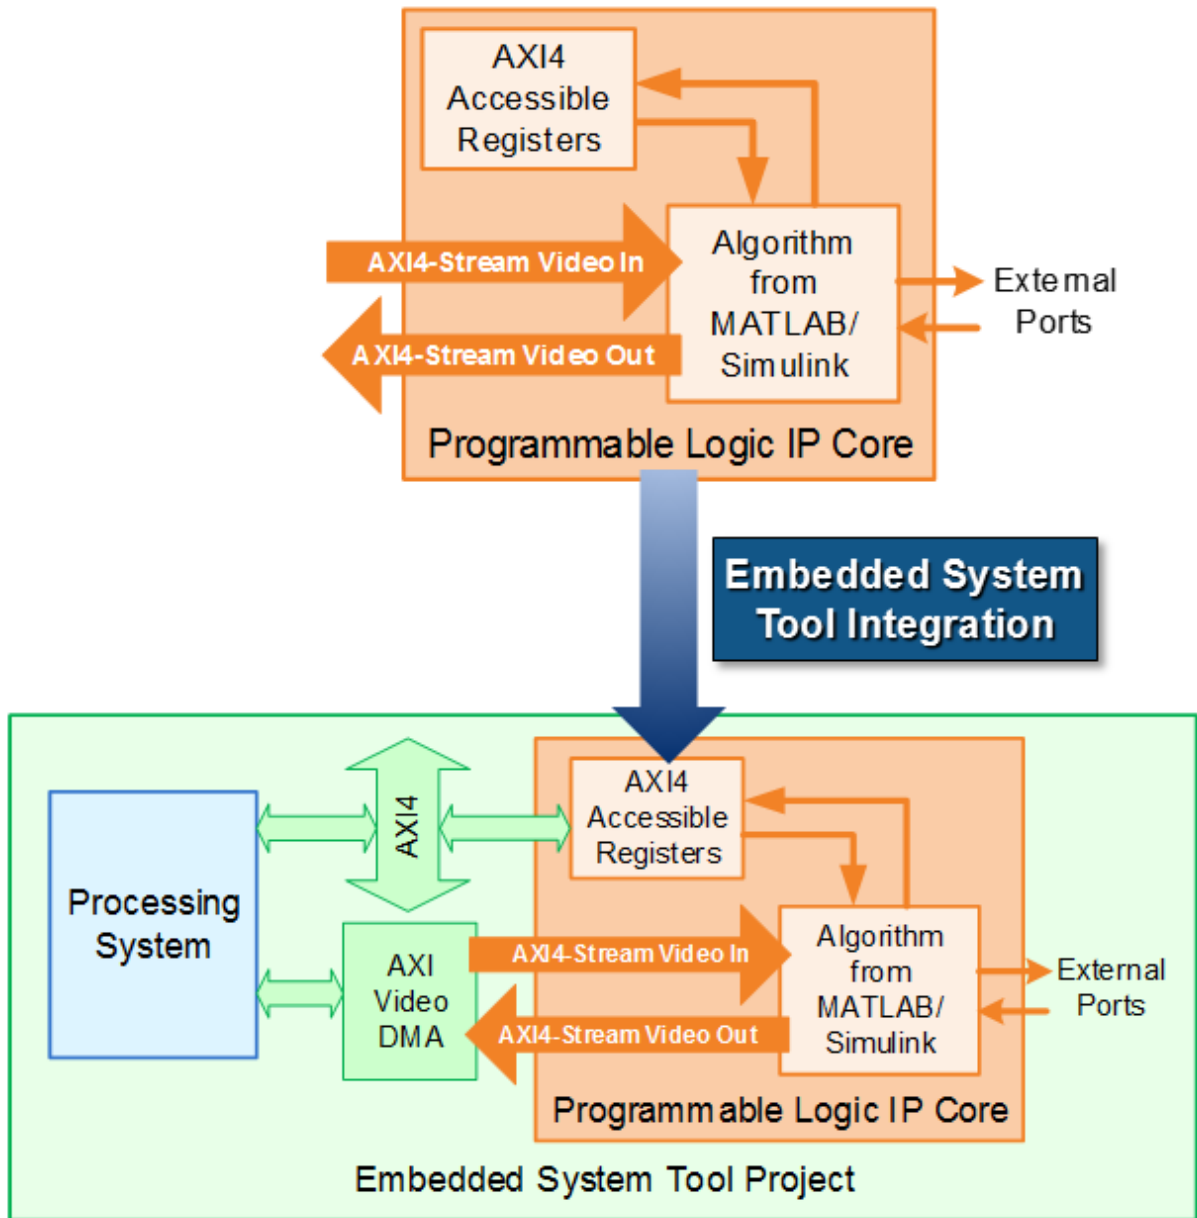 AXI4
Accessible
Registers
AXI4-Stream Video In
Algorithm
from
MATLAB/
Simulink
External
Ports
AXI4-Stream Video Out
Programmable Logic IP Core
Embedded System
Tool Integration
AXI4
Accessible
Registers
AXI4
Processing
System
AXI
Video
DMA
AXI4-Stream Video In
AXI4-Stream Video Out
Algorithm
from
MATLAB/
Simulink
External
Ports
Programmable Logic IP Core
Embedded System Tool Project